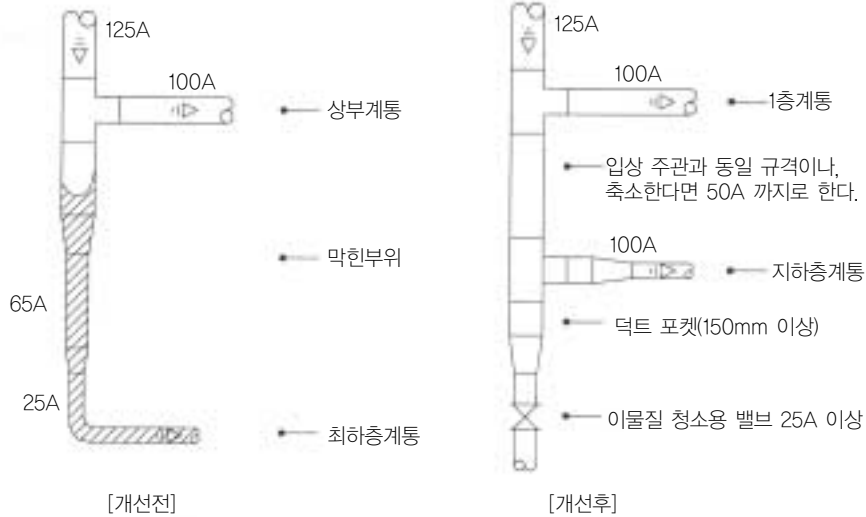 125A
100A
상부계통
막힌부위
65A
25A
최하층계통
[개선전]
125A
100A
1층계통
입상 주관과 동일 규격이나,
축소한다면 50A 까지로 한다.
100A
지하층계통
덕트 포켓(150mm 이상)
이물질 청소용 밸브 25A 이상
[개선후]